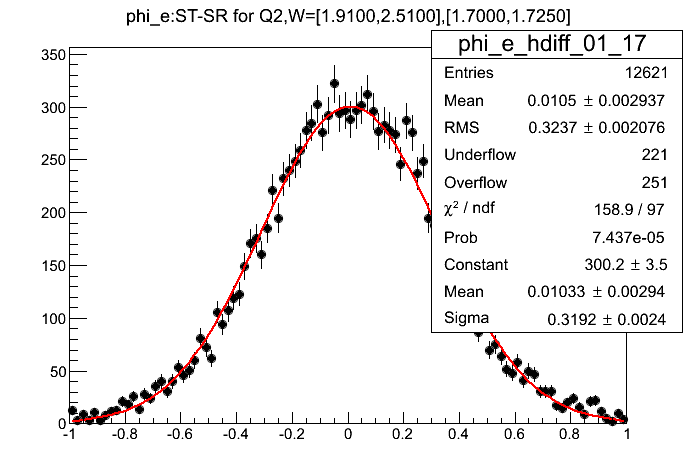 phi_e:ST-SR for Q2,W=[1.9100,2.5100],[1.7000,1.7250]
phi_e_hdiff_01_17
Entries 12621
Mean 0.0105 ± 0.002937
RMS 0.3237 ± 0.002076
Underflow 221
Overflow 251
χ² / ndf 158.9 / 97
Prob 7.437e-05
Constant 300.2 ± 3.5
Mean 0.01033 ± 0.00294
Sigma 0.3192 ± 0.0024
350
300
250
200
150
100
50
0
-1 -0.8 -0.6 -0.4 -0.2 0 0.2 0.4 0.6 0.8 1